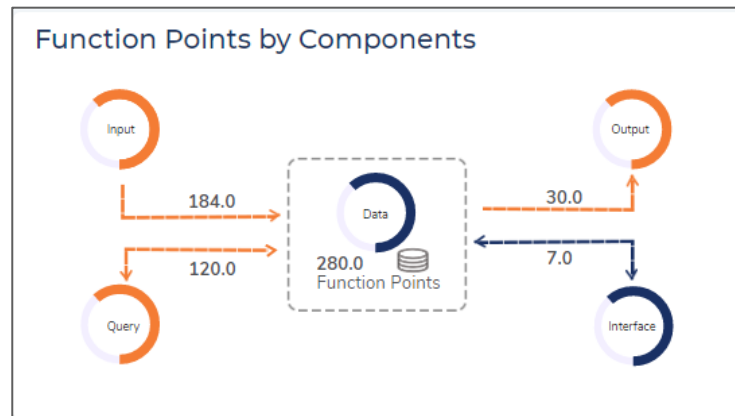 Function Points by Components
Input
Output
184.0
Data
30.0
120.0
280.0
Function Points
7.0
Query
Interface